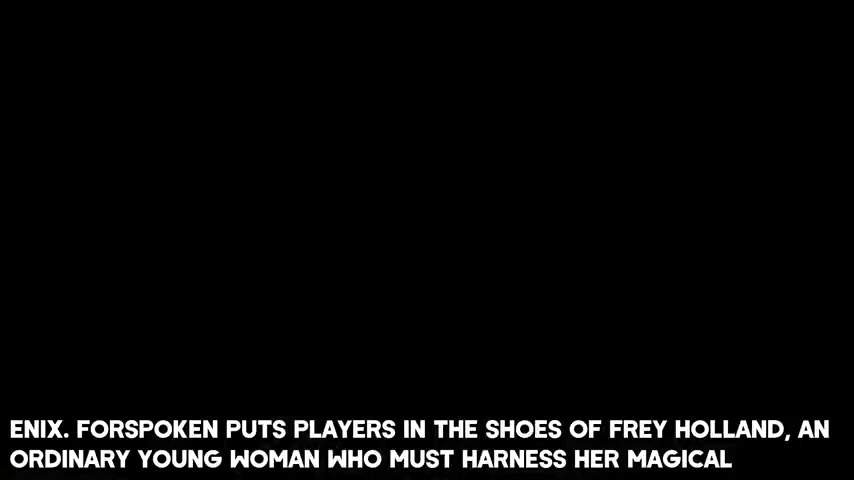 ENIX. FORSPOKEN PUTS PLAYERS IN THE SHOES OF FREY HOLLAND, AN
ORDINARY YOUNG WOMAN WHO MUST HARNESS HER MAGICAL